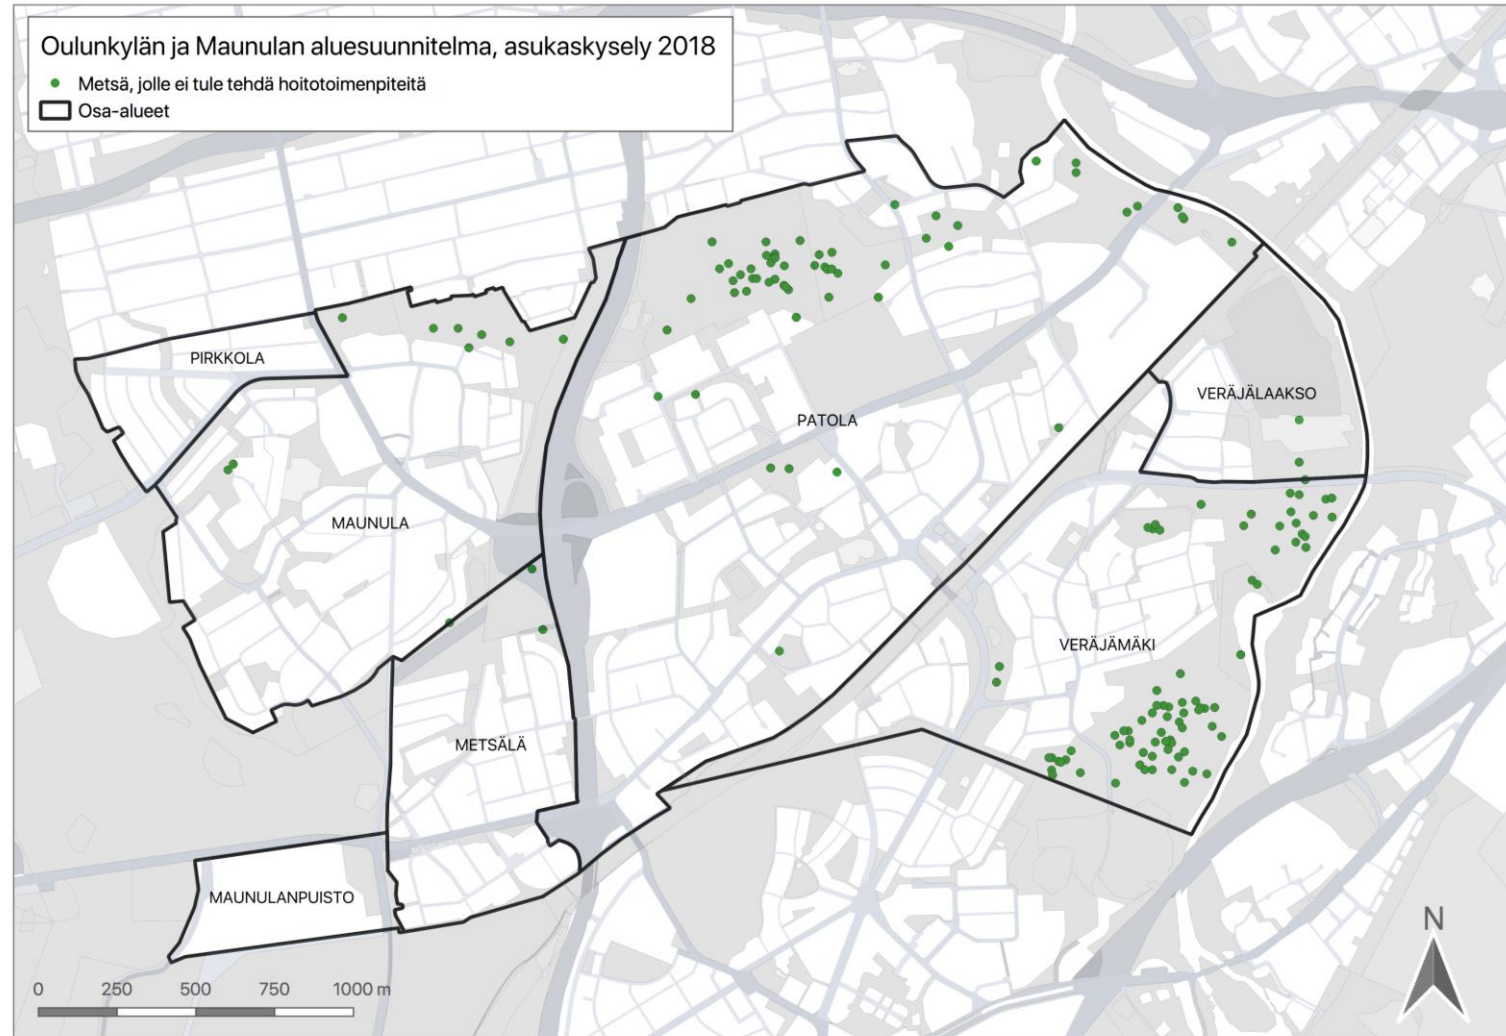 Oulunkylän ja Maunulan aluesuunnitelma, asukaskysely 2018
Metsä, jolle ei tule tehdä hoitotoimenpiteitä
Osa-alueet
PIRKKOLA
VERÄJÄLAAKSO
PATOLA
MAUNULA
VERÄJÄMÄKI
METSÄLÄ
MAUNULANPUISTO
N
0 250 500 750 1000 m